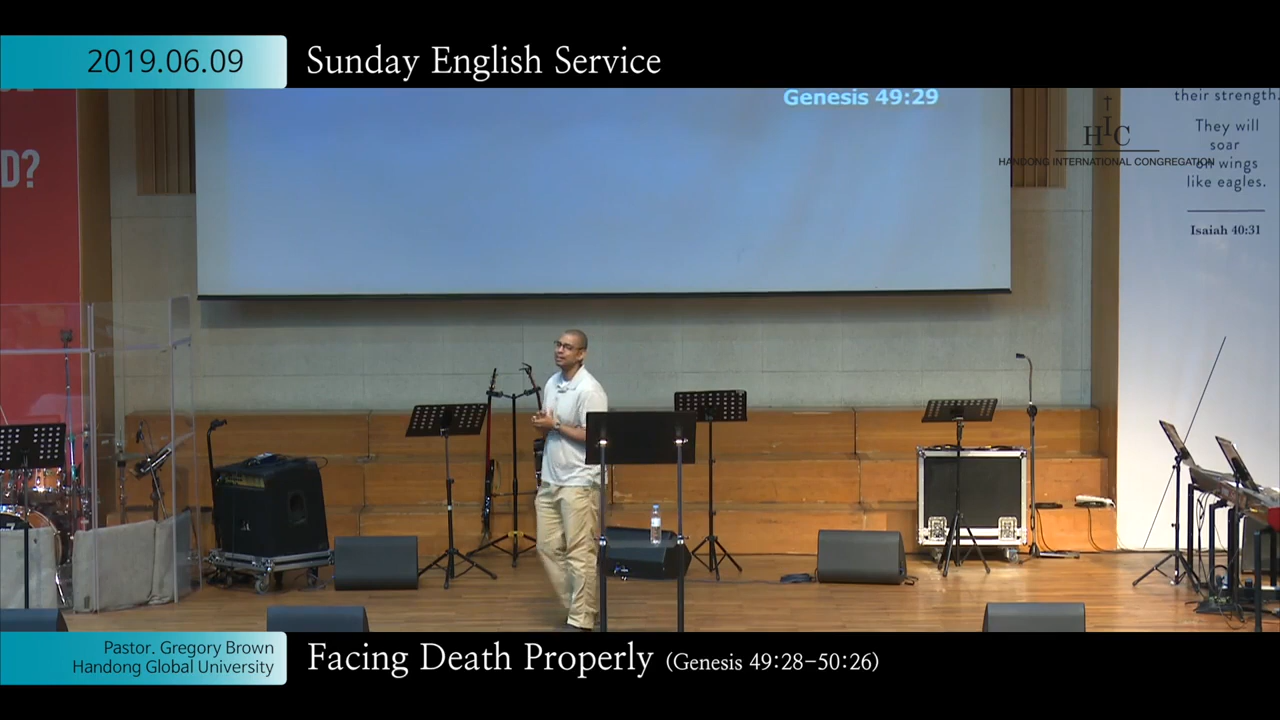 2019.06.09
Sunday English Service
Genesis 49:29
D?
their strength.
They will
soar
on wings
like eagles.
Isaiah 40:31
HIC
HANDONG INTERNATIONAL CONGREGATION
Pastor. Gregory Brown
Handong Global University
Facing Death Properly (Genesis 49:28-50:26)